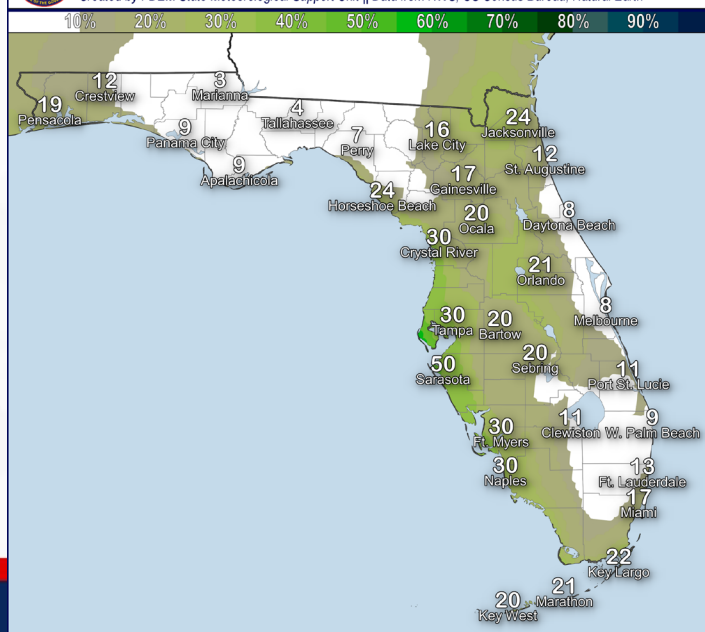 10% 20% 30% 40% 50% 60% 70% 80% 90%
3
Marianna
12
Crestview
19
Pensacola
4
Tallahassee
24
Jacksonville
9
Panama City
7
Perry
16
Lake City
12
St. Augustine
9
Apalachicola
17
Gainesville
24
Horseshoe Beach
20
Ocala
8
Daytona Beach
30
Crystal River
21
Orlando
8
Melbourne
30
Tampa
20
Bartow
50
Sarasota
20
Sebring
11
Port St. Lucie
30
Ft. Myers
11
Clewiston
9
W. Palm Beach
30
Naples
13
Ft. Lauderdale
17
Miami
22
Key Largo
21
Marathon
20
Key West